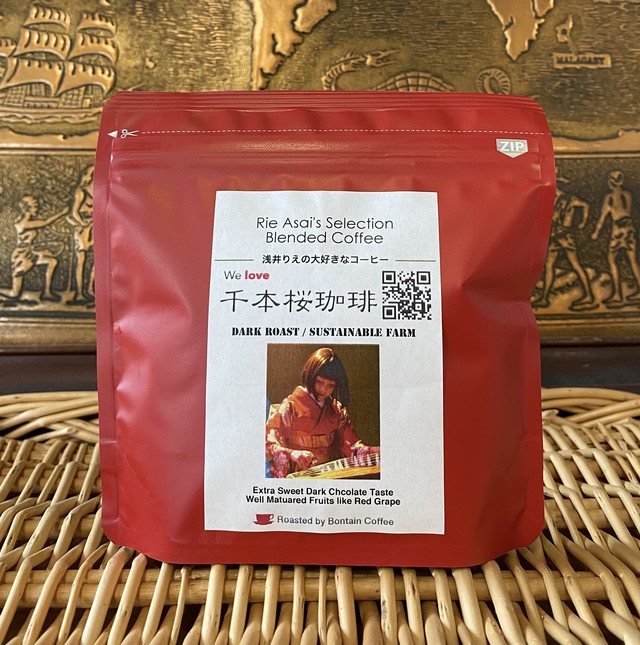 MALAGASY
ZIP
Rie Asai's Selection
Blended Coffee
浅井りえの大好きなコーヒー
We love
千本桜珈琲
DARK ROAST / SUSTAINABLE FARM
Extra Sweet Dark Chcolate Taste
Well Matuared Fruits like Red Grape
Roasted by Bontain Coffee